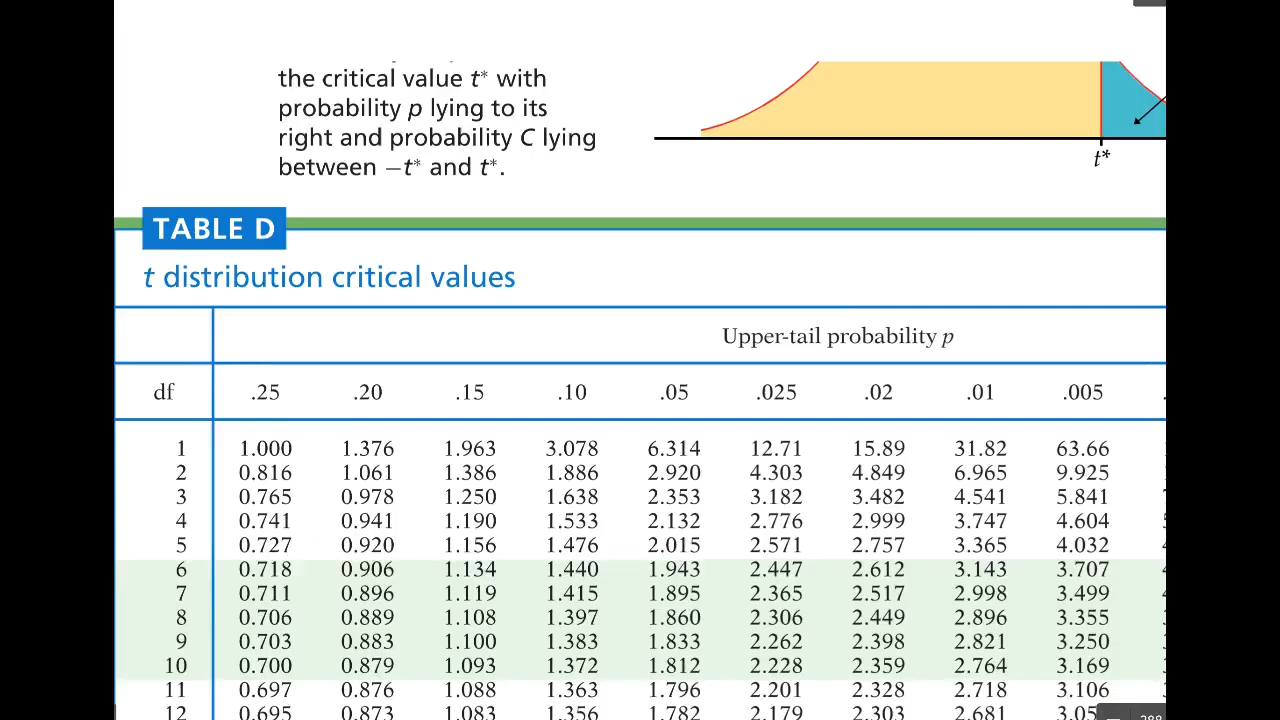 the critical value t* with
probability p lying to its
right and probability C lying
between −t* and t*.
t*
TABLE D
t distribution critical values
Upper-tail probability p
df .25 .20 .15 .10 .05 .025 .02 .01 .005
1 1.000 1.376 1.963 3.078 6.314 12.71 15.89 31.82 63.66
2 0.816 1.061 1.386 1.886 2.920 4.303 4.849 6.965 9.925
3 0.765 0.978 1.250 1.638 2.353 3.182 3.482 4.541 5.841
4 0.741 0.941 1.190 1.533 2.132 2.776 2.999 3.747 4.604
5 0.727 0.920 1.156 1.476 2.015 2.571 2.757 3.365 4.032
6 0.718 0.906 1.134 1.440 1.943 2.447 2.612 3.143 3.707
7 0.711 0.896 1.119 1.415 1.895 2.365 2.517 2.998 3.499
8 0.706 0.889 1.108 1.397 1.860 2.306 2.449 2.896 3.355
9 0.703 0.883 1.100 1.383 1.833 2.262 2.398 2.821 3.250
10 0.700 0.879 1.093 1.372 1.812 2.228 2.359 2.764 3.169
11 0.697 0.876 1.088 1.363 1.796 2.201 2.328 2.718 3.106
12 0.695 0.873 1.083 1.356 1.782 2.179 2.303 2.681